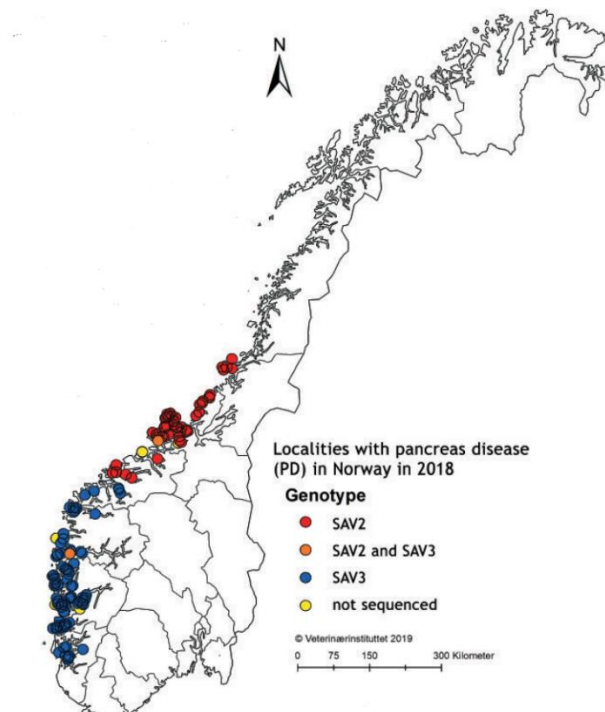 N
Localities with pancreas disease
(PD) in Norway in 2018
Genotype
SAV2
SAV2 and SAV3
SAV3
not sequenced
© Veterinærinstituttet 2019
0 75 150 300 Kilometer